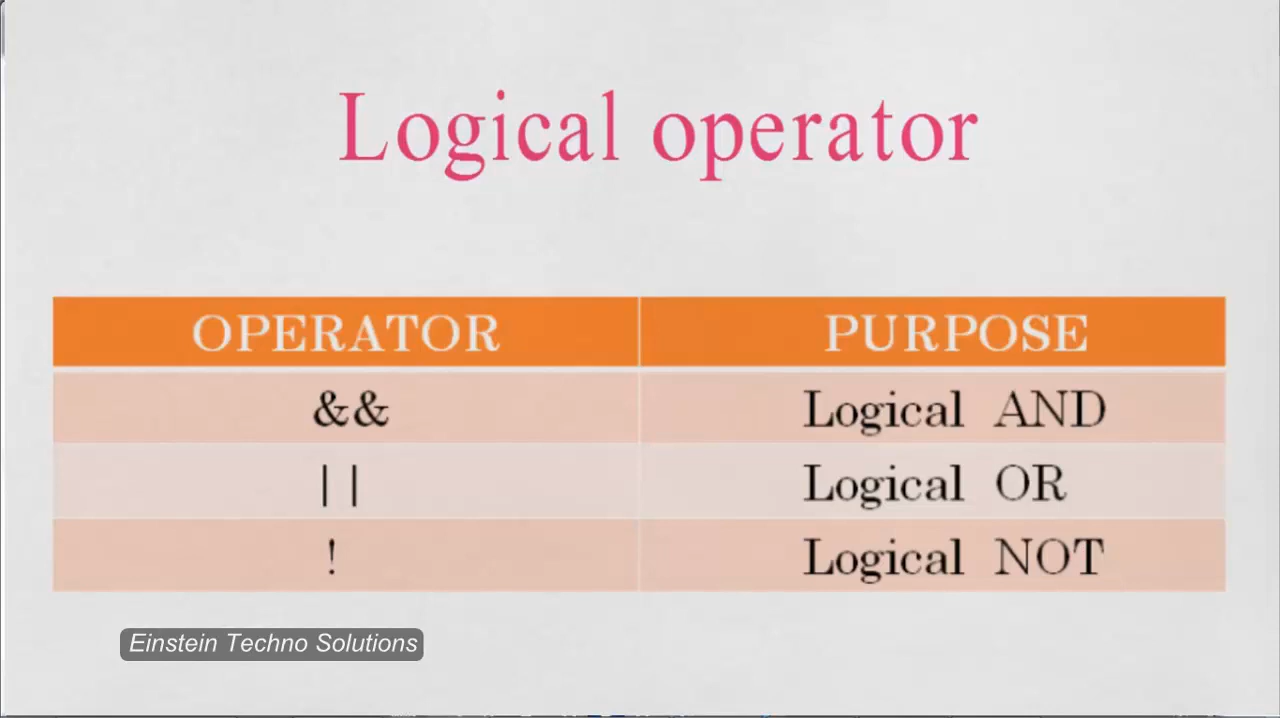 Logical operator
OPERATOR PURPOSE
&& Logical AND
|| Logical OR
! Logical NOT
Einstein Techno Solutions